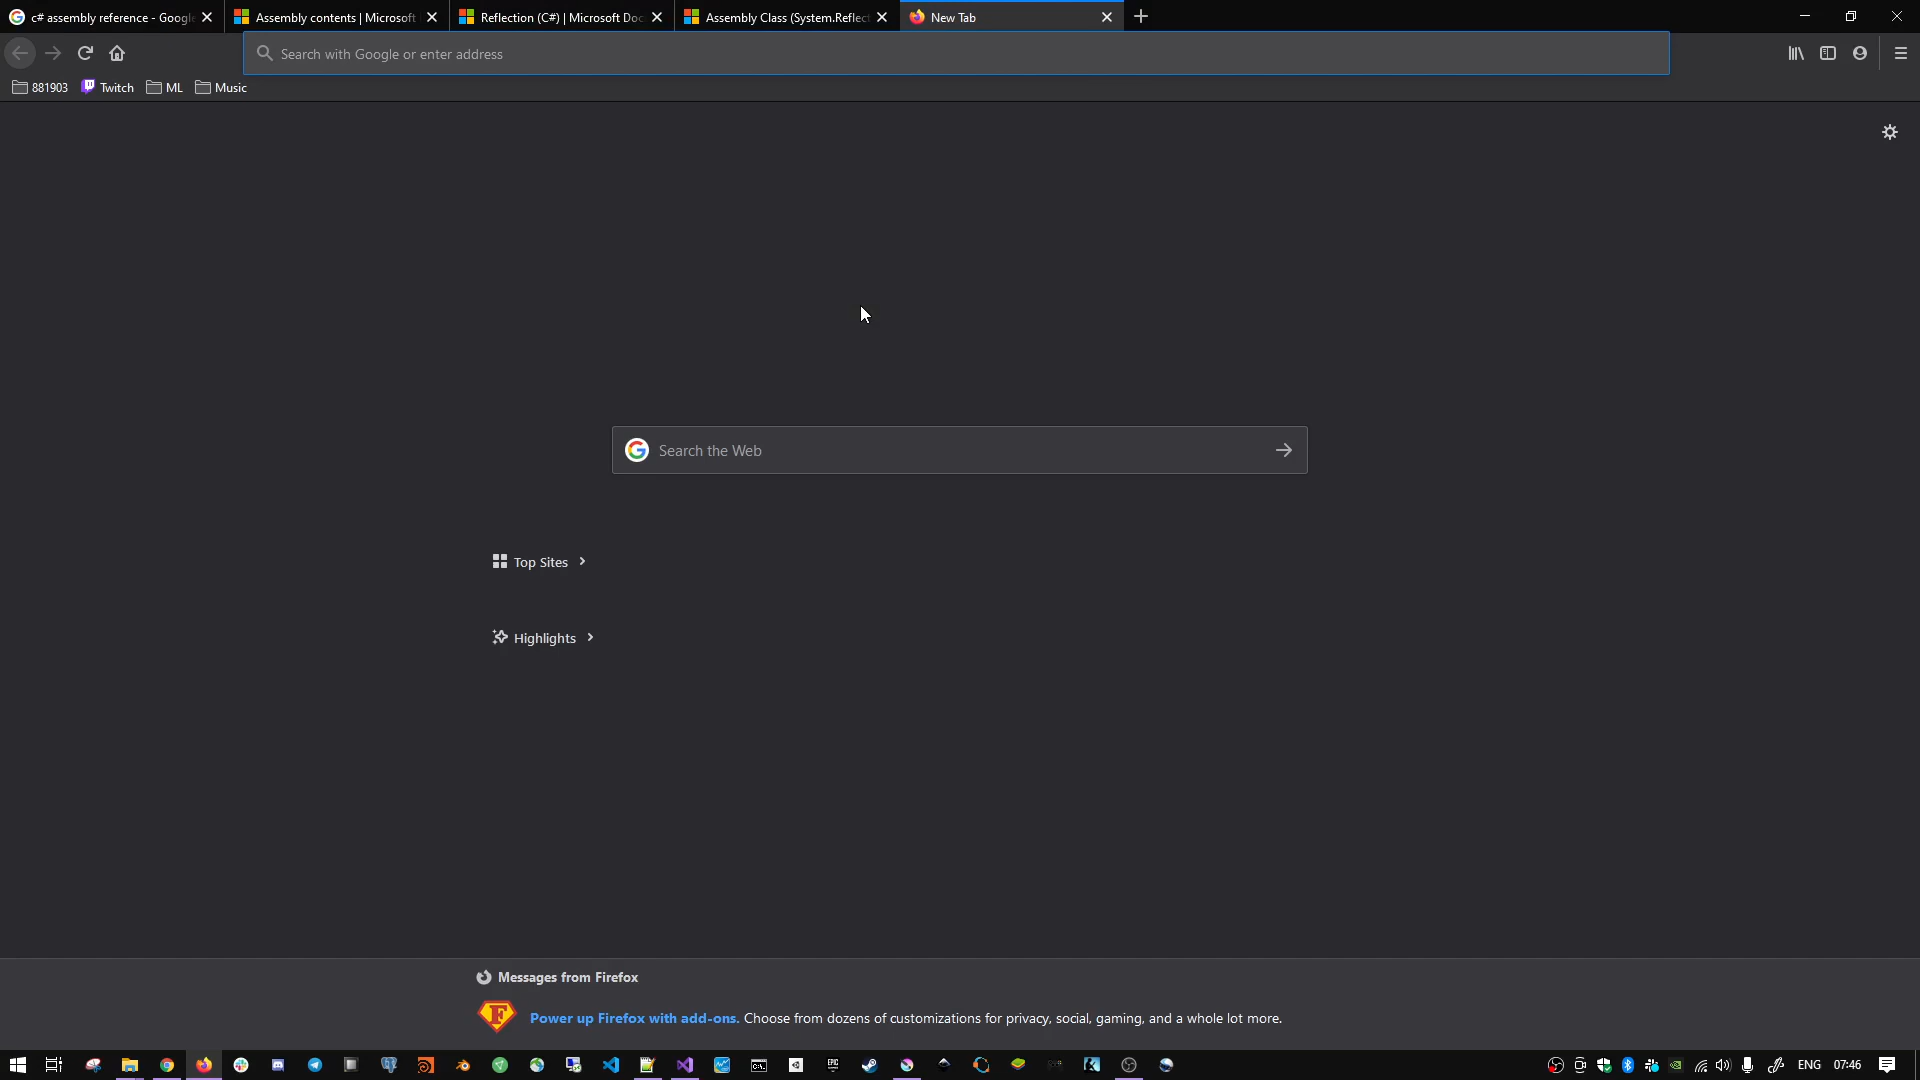 c# assembly reference - Googl
Assembly contents | Microsoft
Reflection (C#) | Microsoft Doc
Assembly Class (System.Reflect
New Tab
Search with Google or enter address
881903
Twitch
ML
Music
Search the Web
Top Sites
Highlights
Messages from Firefox
Power up Firefox with add-ons. Choose from dozens of customizations for privacy, social, gaming, and a whole lot more.
ENG
07:46